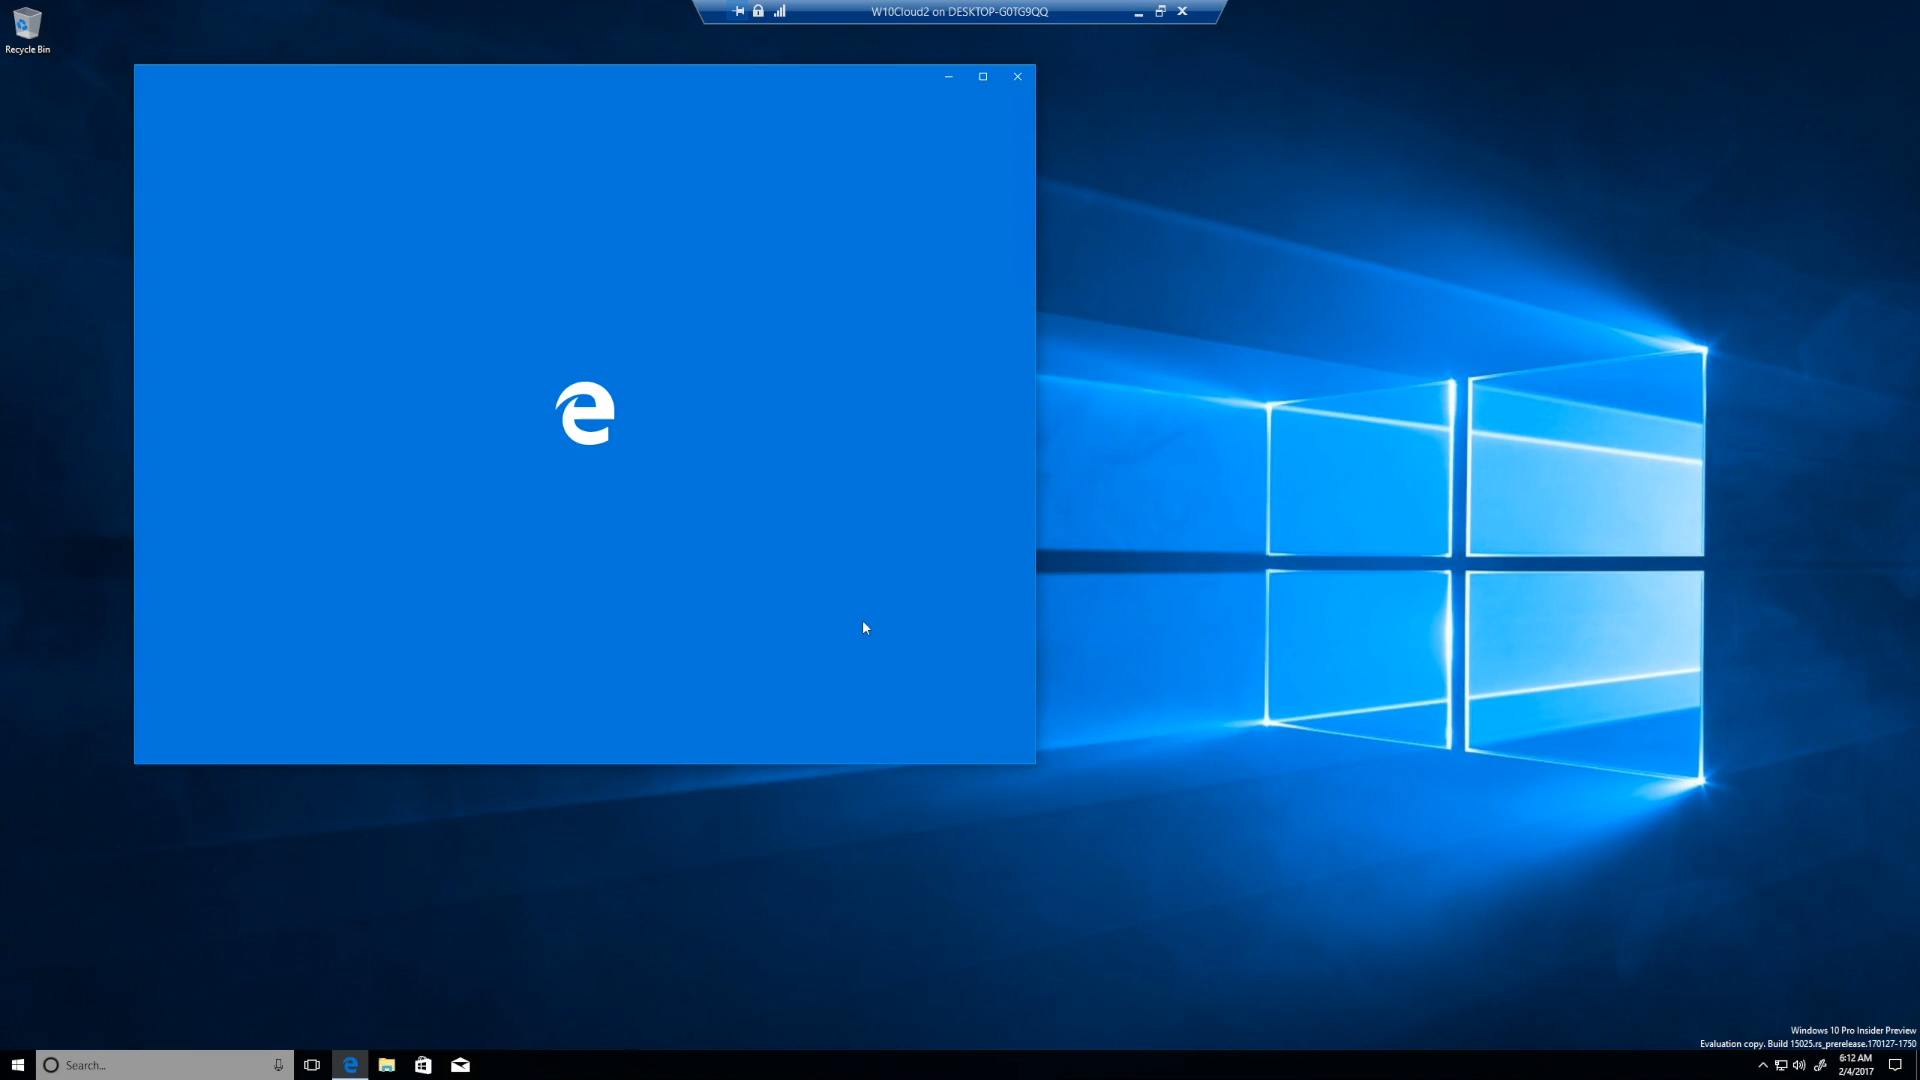 W10Cloud2 on DESKTOP-G0TG9QQ
Recycle Bin
Windows 10 Pro Insider Preview
Evaluation copy. Build 15025.rs_prerelease.170127-1750
Search...
6:12 AM
2/4/2017